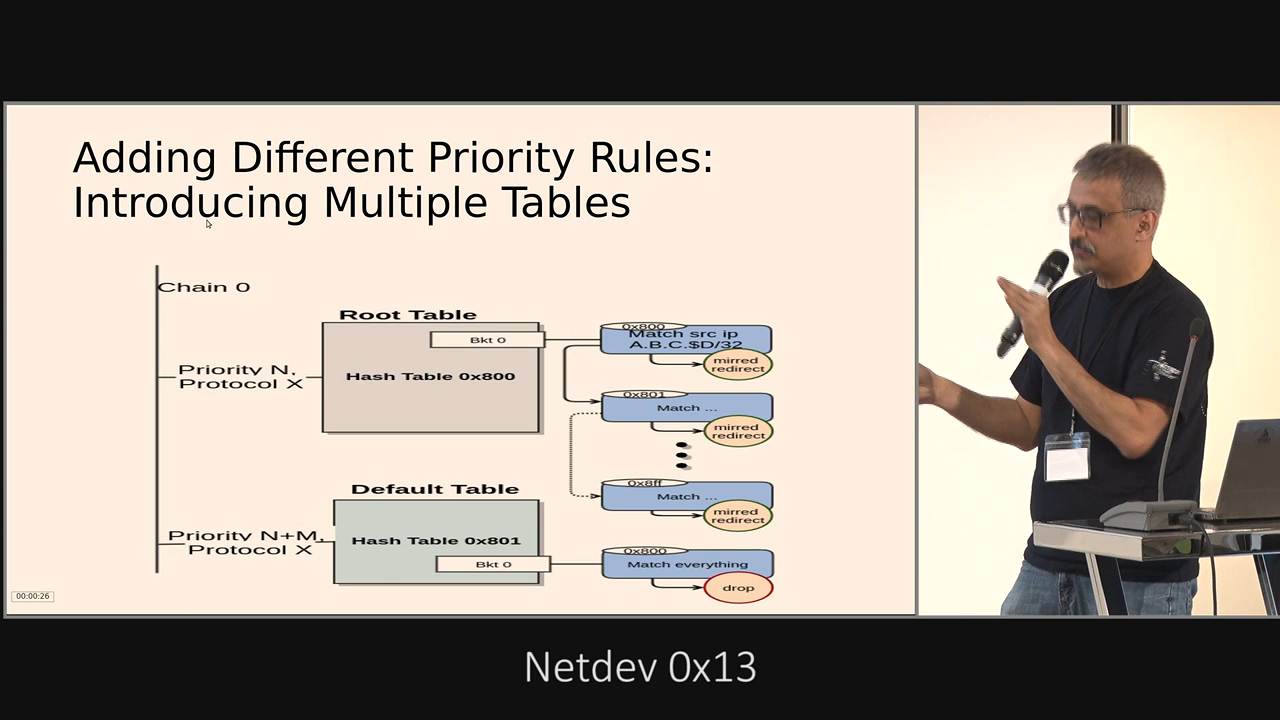 Adding Different Priority Rules:
Introducing Multiple Tables
Chain 0
Root Table
Bkt 0
Hash Table 0x800
Priority N,
Protocol X
0x800
Match src ip
A.B.C.$D/32
mirred
redirect
0x801
Match ...
mirred
redirect
0x8ff
Match ...
mirred
redirect
Default Table
Hash Table 0x801
Bkt 0
Priority N+M,
Protocol X
0x800
Match everything
drop
00:00:26
Netdev 0x13